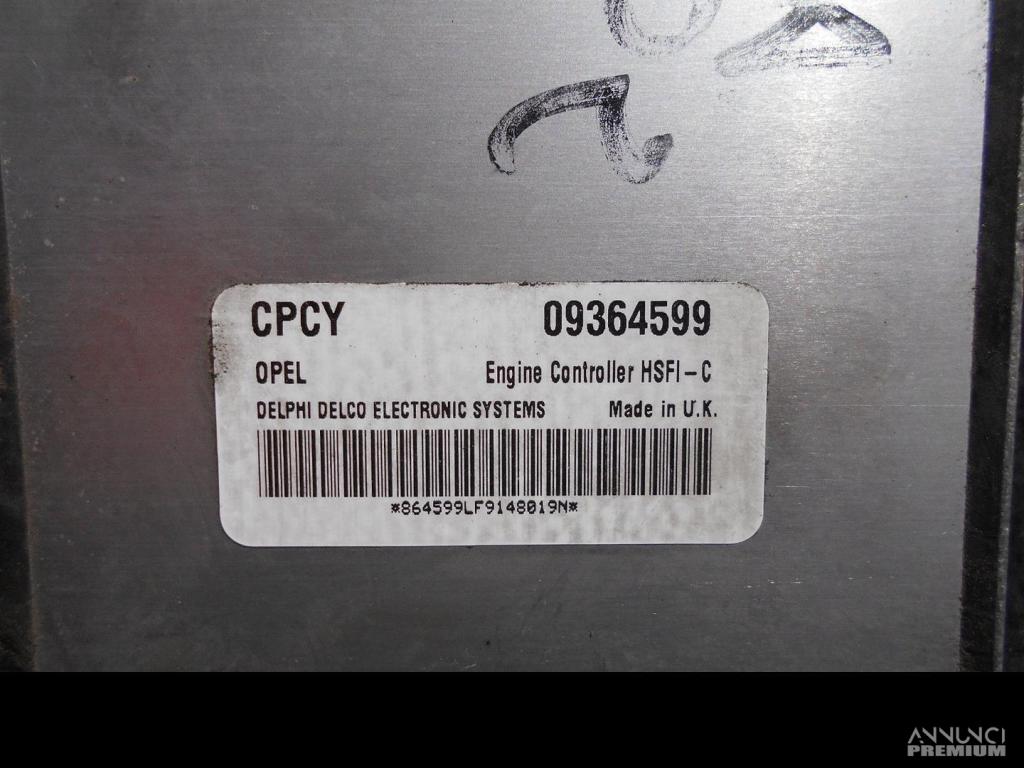 CPCY 09364599
OPEL Engine Controller HSFI-C
DELPHI DELCO ELECTRONIC SYSTEMS Made in U.K.
*864599LF9148019N*
ANNUNCI
PREMIUM